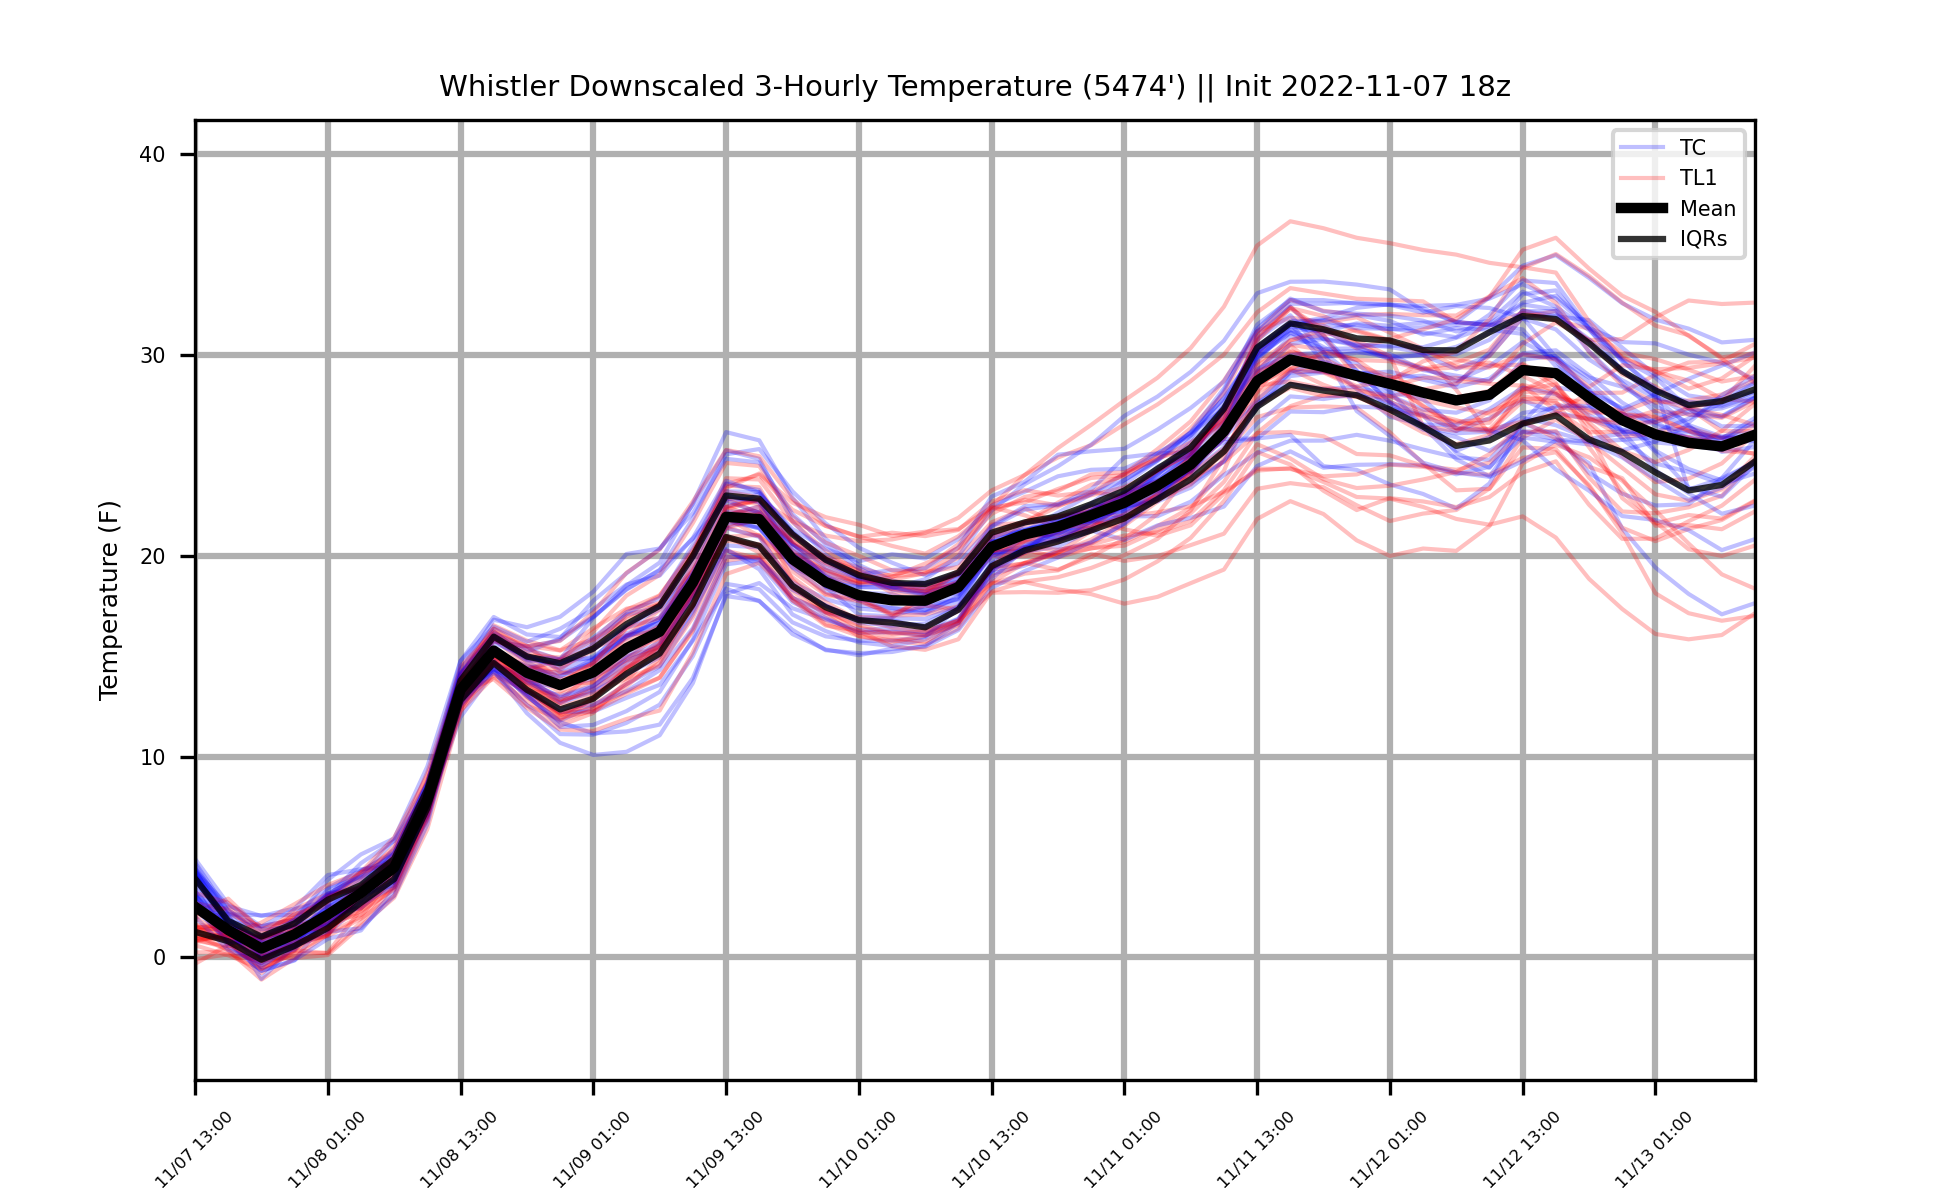 Whistler Downscaled 3-Hourly Temperature (5474') || Init 2022-11-07 18z
TC
TL1
Mean
IQRs
Temperature (F)
40
30
20
10
0
11/07 13:00
11/08 01:00
11/08 13:00
11/09 01:00
11/09 13:00
11/10 01:00
11/10 13:00
11/11 01:00
11/11 13:00
11/12 01:00
11/12 13:00
11/13 01:00